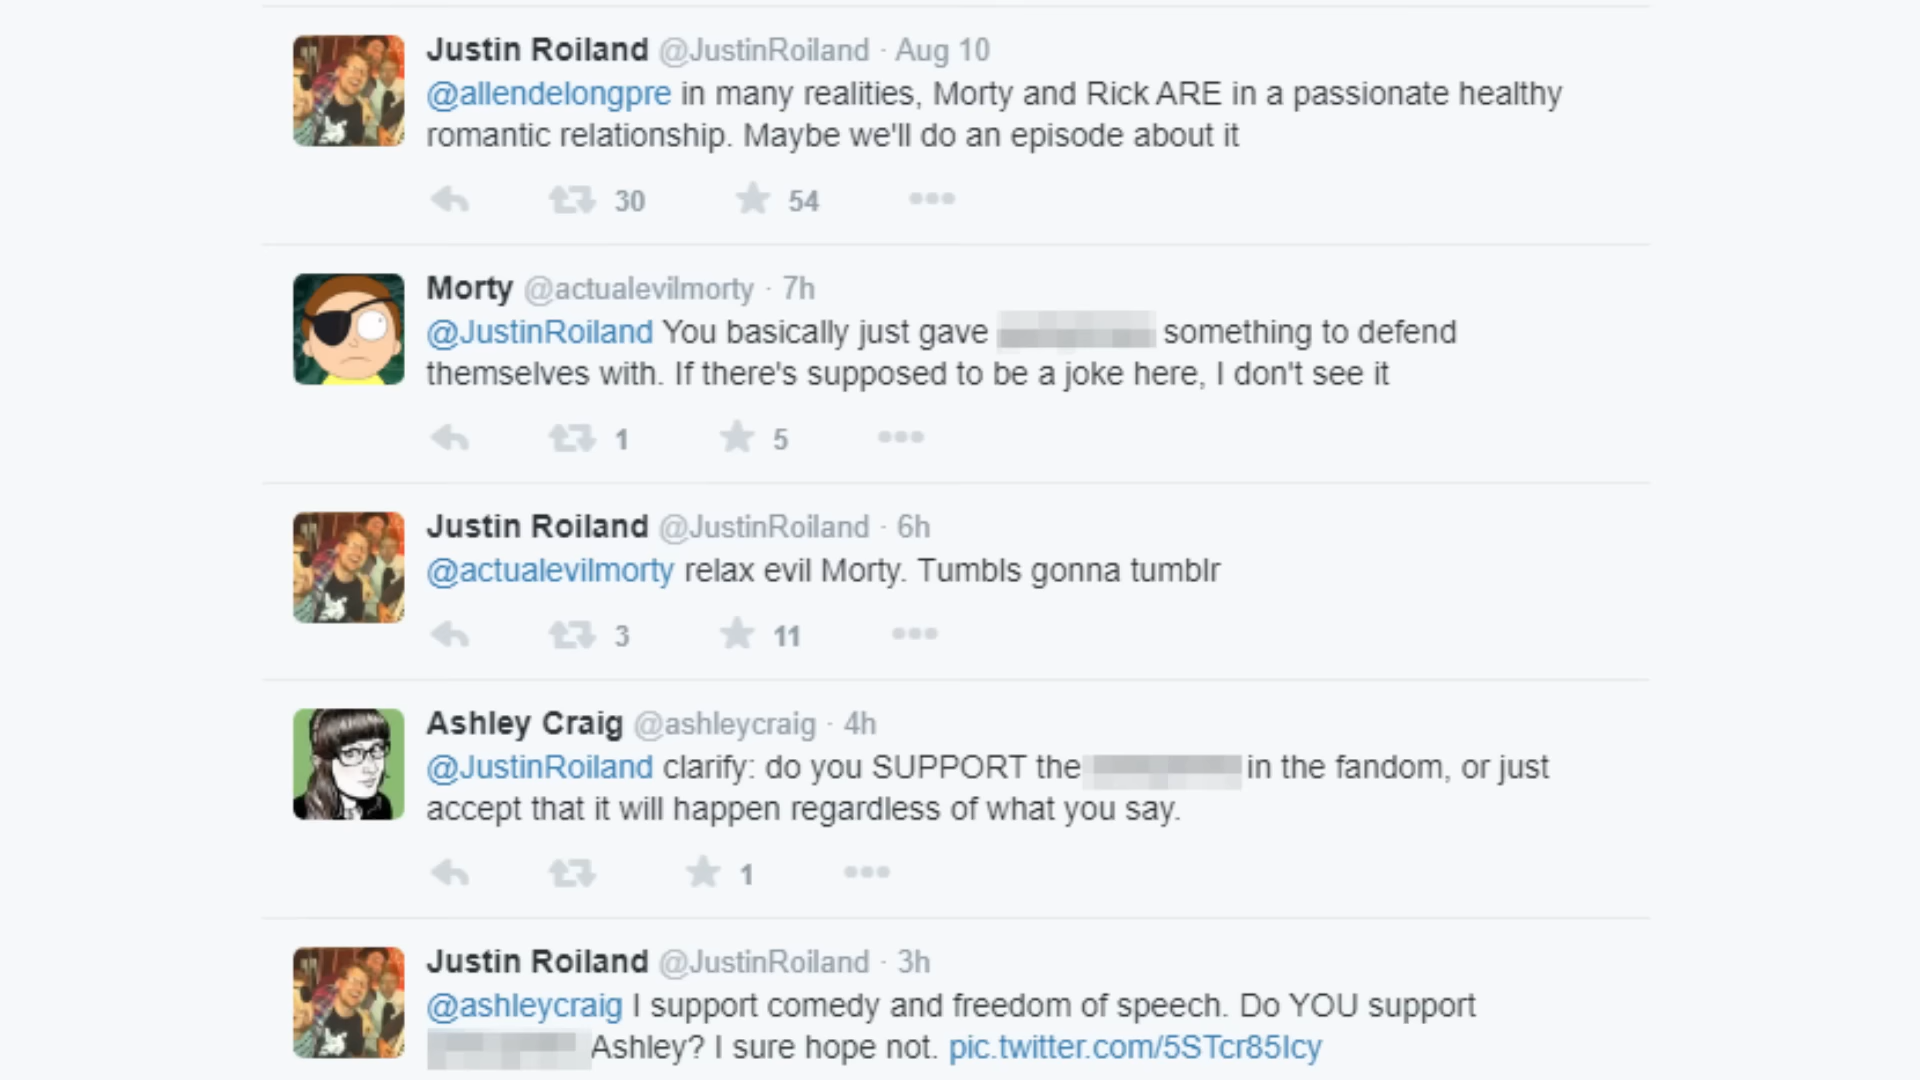 Justin Roiland @JustinRoiland · Aug 10
@allendelongpre in many realities, Morty and Rick ARE in a passionate healthy
romantic relationship. Maybe we'll do an episode about it
30 54
Morty @actualevilmorty · 7h
@JustinRoiland You basically just gave something to defend
themselves with. If there's supposed to be a joke here, I don't see it
1 5
Justin Roiland @JustinRoiland · 6h
@actualevilmorty relax evil Morty. Tumbls gonna tumblr
3 11
Ashley Craig @ashleycraig · 4h
@JustinRoiland clarify: do you SUPPORT the in the fandom, or just
accept that it will happen regardless of what you say.
1
Justin Roiland @JustinRoiland · 3h
@ashleycraig I support comedy and freedom of speech. Do YOU support
Ashley? I sure hope not. pic.twitter.com/5STcr85Icy